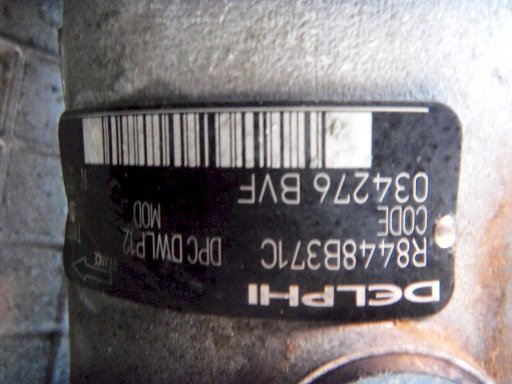 DELPHI
R8448B371C DPC DWLP12
CODE MOD
034276 BVF